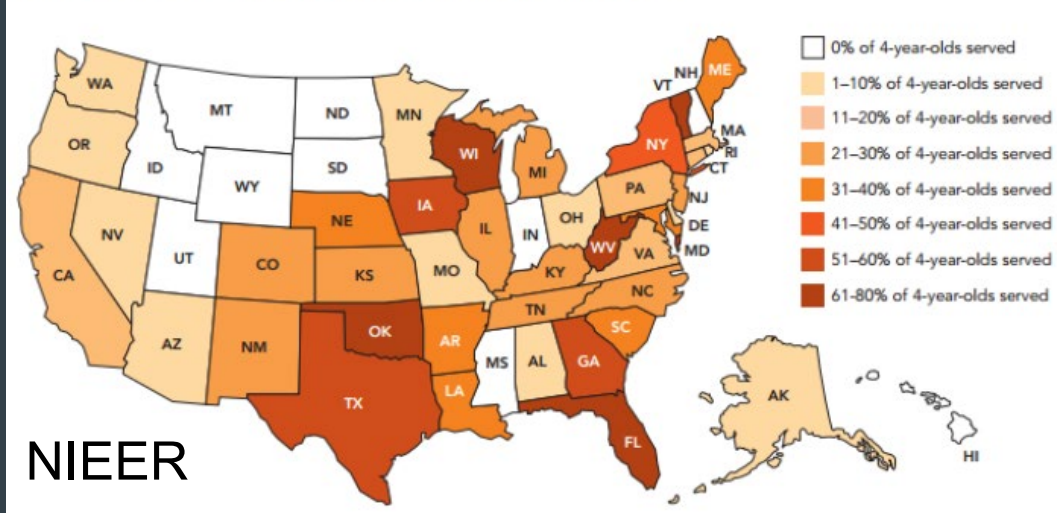 0% of 4-year-olds served
1–10% of 4-year-olds served
11–20% of 4-year-olds served
21–30% of 4-year-olds served
31–40% of 4-year-olds served
41–50% of 4-year-olds served
51–60% of 4-year-olds served
61-80% of 4-year-olds served
WA
MT
ND
MN
VT
NH
ME
OR
ID
SD
WI
MI
NY
MA
RI
CT
WY
NE
IA
PA
NJ
NV
UT
CO
KS
MO
IL
IN
OH
WV
VA
DE
MD
CA
KY
NC
AZ
NM
OK
AR
TN
SC
TX
LA
MS
AL
GA
FL
AK
HI
NIEER